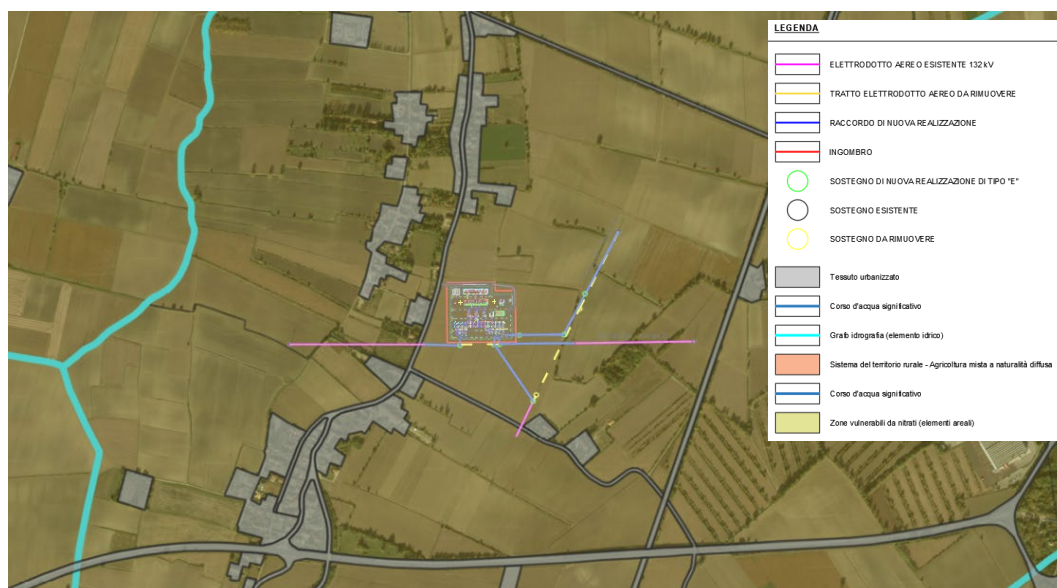 LEGENDA
ELETTRODOTTO AEREO ESISTENTE 132 kV
TRATTO ELETTRODOTTO AEREO DA RIMUOVERE
RACCORDO DI NUOVA REALIZZAZIONE
INGOMBRO
SOSTEGNO DI NUOVA REALIZZAZIONE DI TIPO "E"
SOSTEGNO ESISTENTE
SOSTEGNO DA RIMUOVERE
Tessuto urbanizzato
Corso d'acqua significativo
Grafo idrografia (elemento idrico)
Sistema del territorio rurale - Agricoltura mista a naturalità diffusa
Corso d'acqua significativo
Zone vulnerabili da nitrati (elementi areali)